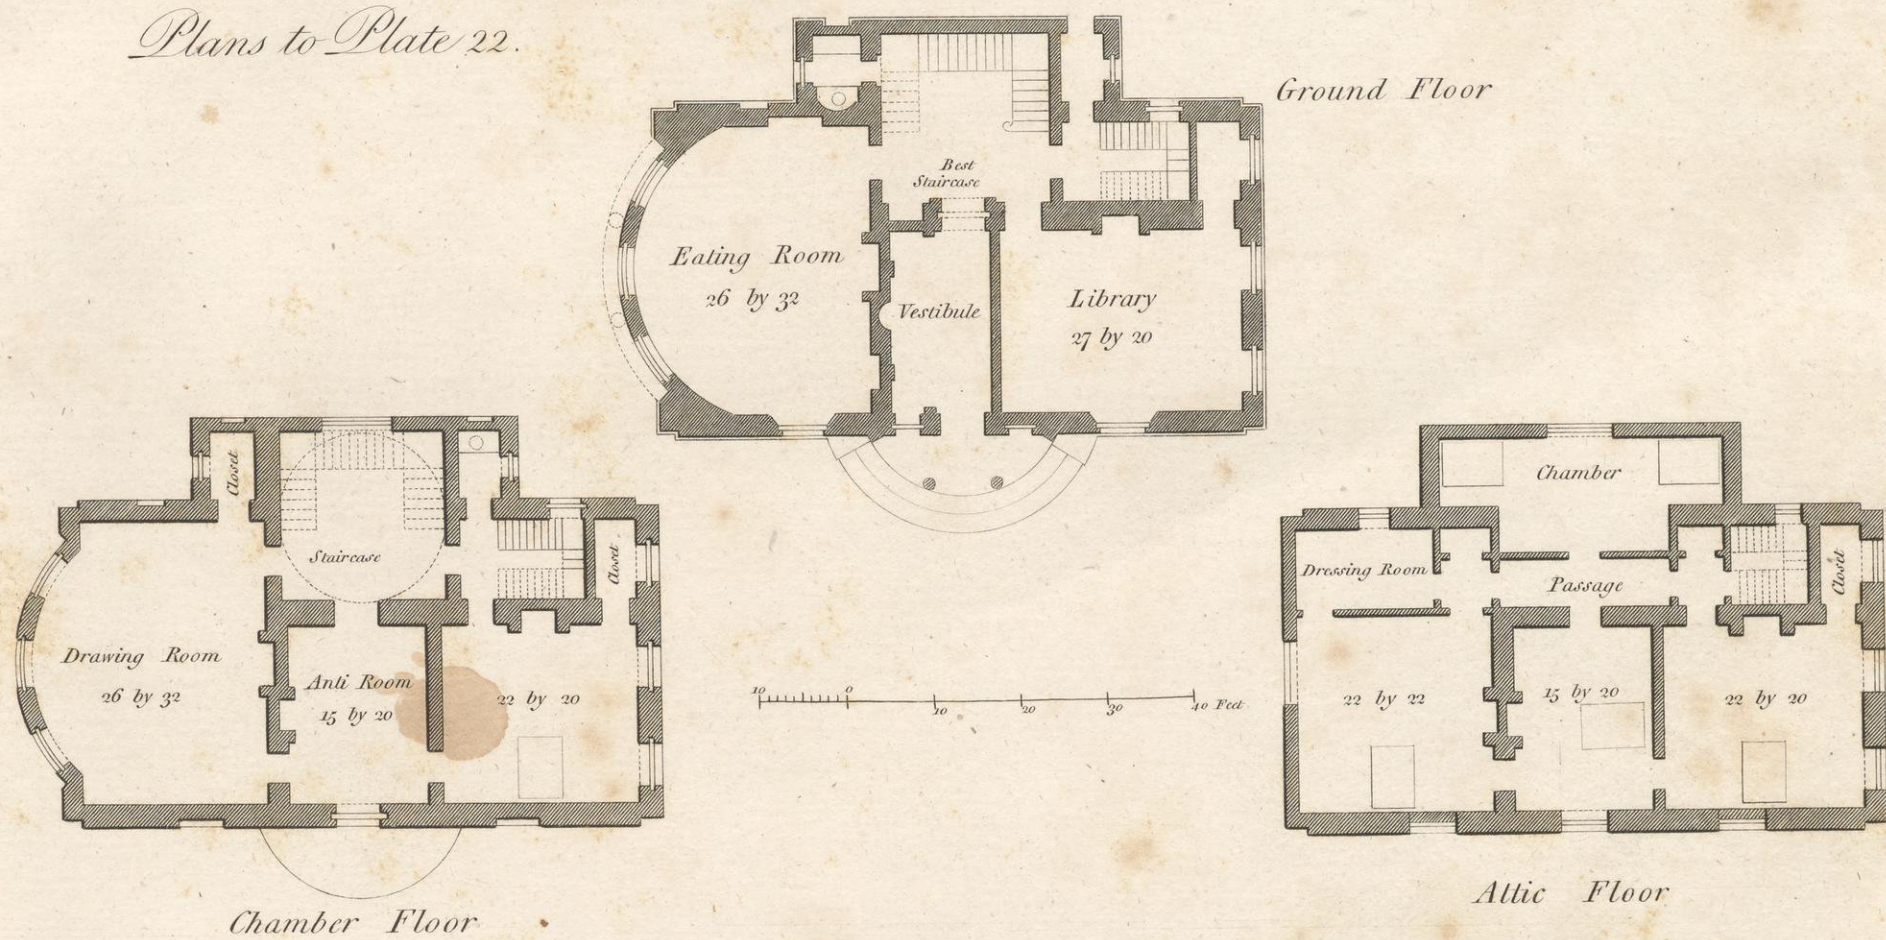 Plans to Plate 22.
Ground Floor
Best
Staircase
Eating Room
26 by 32
Vestibule
Library
27 by 20
Closet
Staircase
Closet
Drawing Room
26 by 32
Anti Room
15 by 20
22 by 20
Chamber Floor
10 0 10 20 30 40 Feet
Chamber
Dressing Room
Passage
Closet
22 by 22
15 by 20
22 by 20
Attic Floor